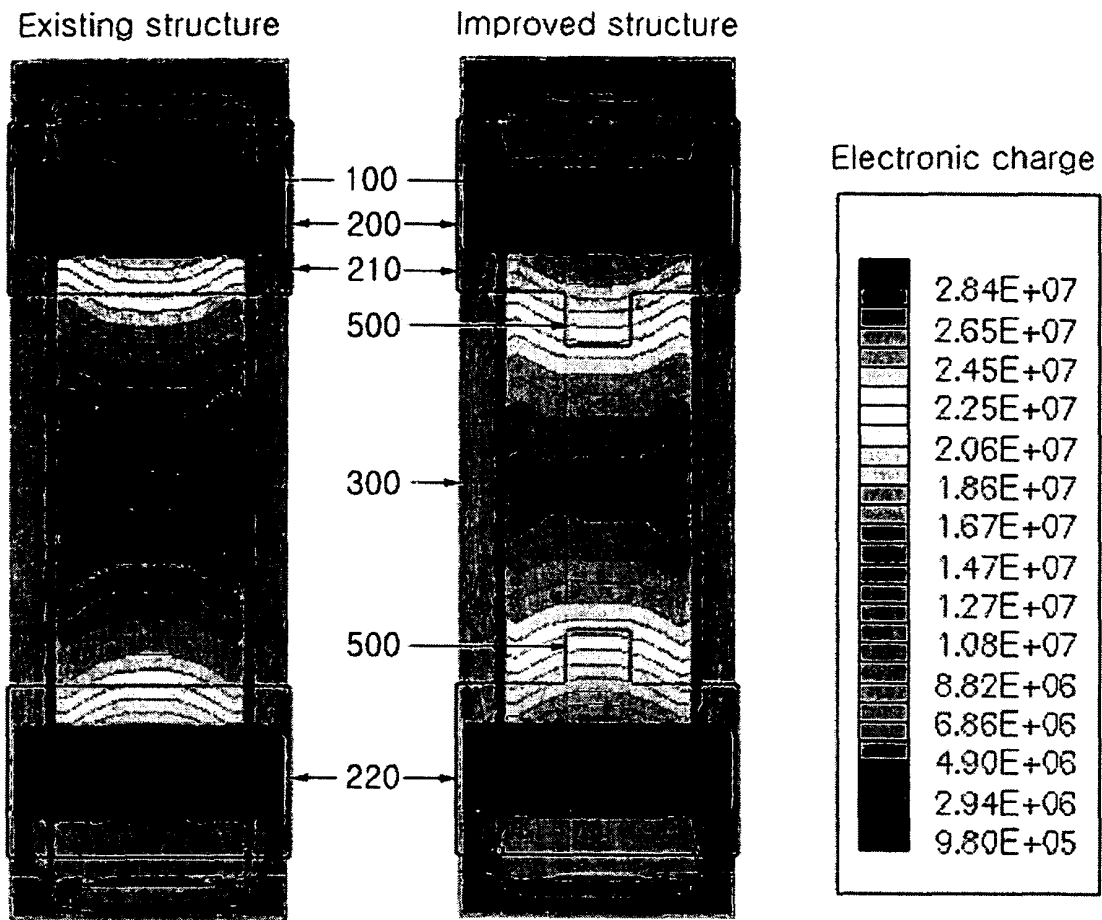 Existing structure
Improved structure
100
200
210
500
300
500
220
Electronic charge
2.84E+07
2.65E+07
2.45E+07
2.25E+07
2.06E+07
1.86E+07
1.67E+07
1.47E+07
1.27E+07
1.08E+07
8.82E+06
6.86E+06
4.90E+06
2.94E+06
9.80E+05